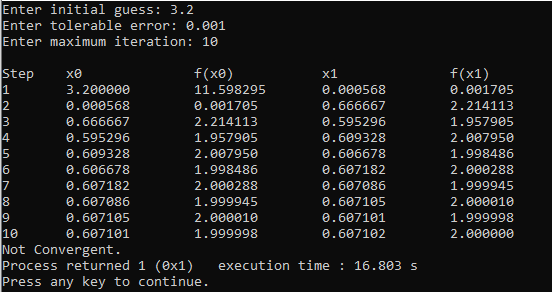 Enter initial guess: 3.2
Enter tolerable error: 0.001
Enter maximum iteration: 10
Step x0 f(x0) x1 f(x1)
1 3.200000 11.598295 0.000568 0.001705
2 0.000568 0.001705 0.666667 2.214113
3 0.666667 2.214113 0.595296 1.957905
4 0.595296 1.957905 0.609328 2.007950
5 0.609328 2.007950 0.606678 1.998486
6 0.606678 1.998486 0.607182 2.000288
7 0.607182 2.000288 0.607086 1.999945
8 0.607086 1.999945 0.607105 2.000010
9 0.607105 2.000010 0.607101 1.999998
10 0.607101 1.999998 0.607102 2.000000
Not Convergent.
Process returned 1 (0x1) execution time : 16.803 s
Press any key to continue.